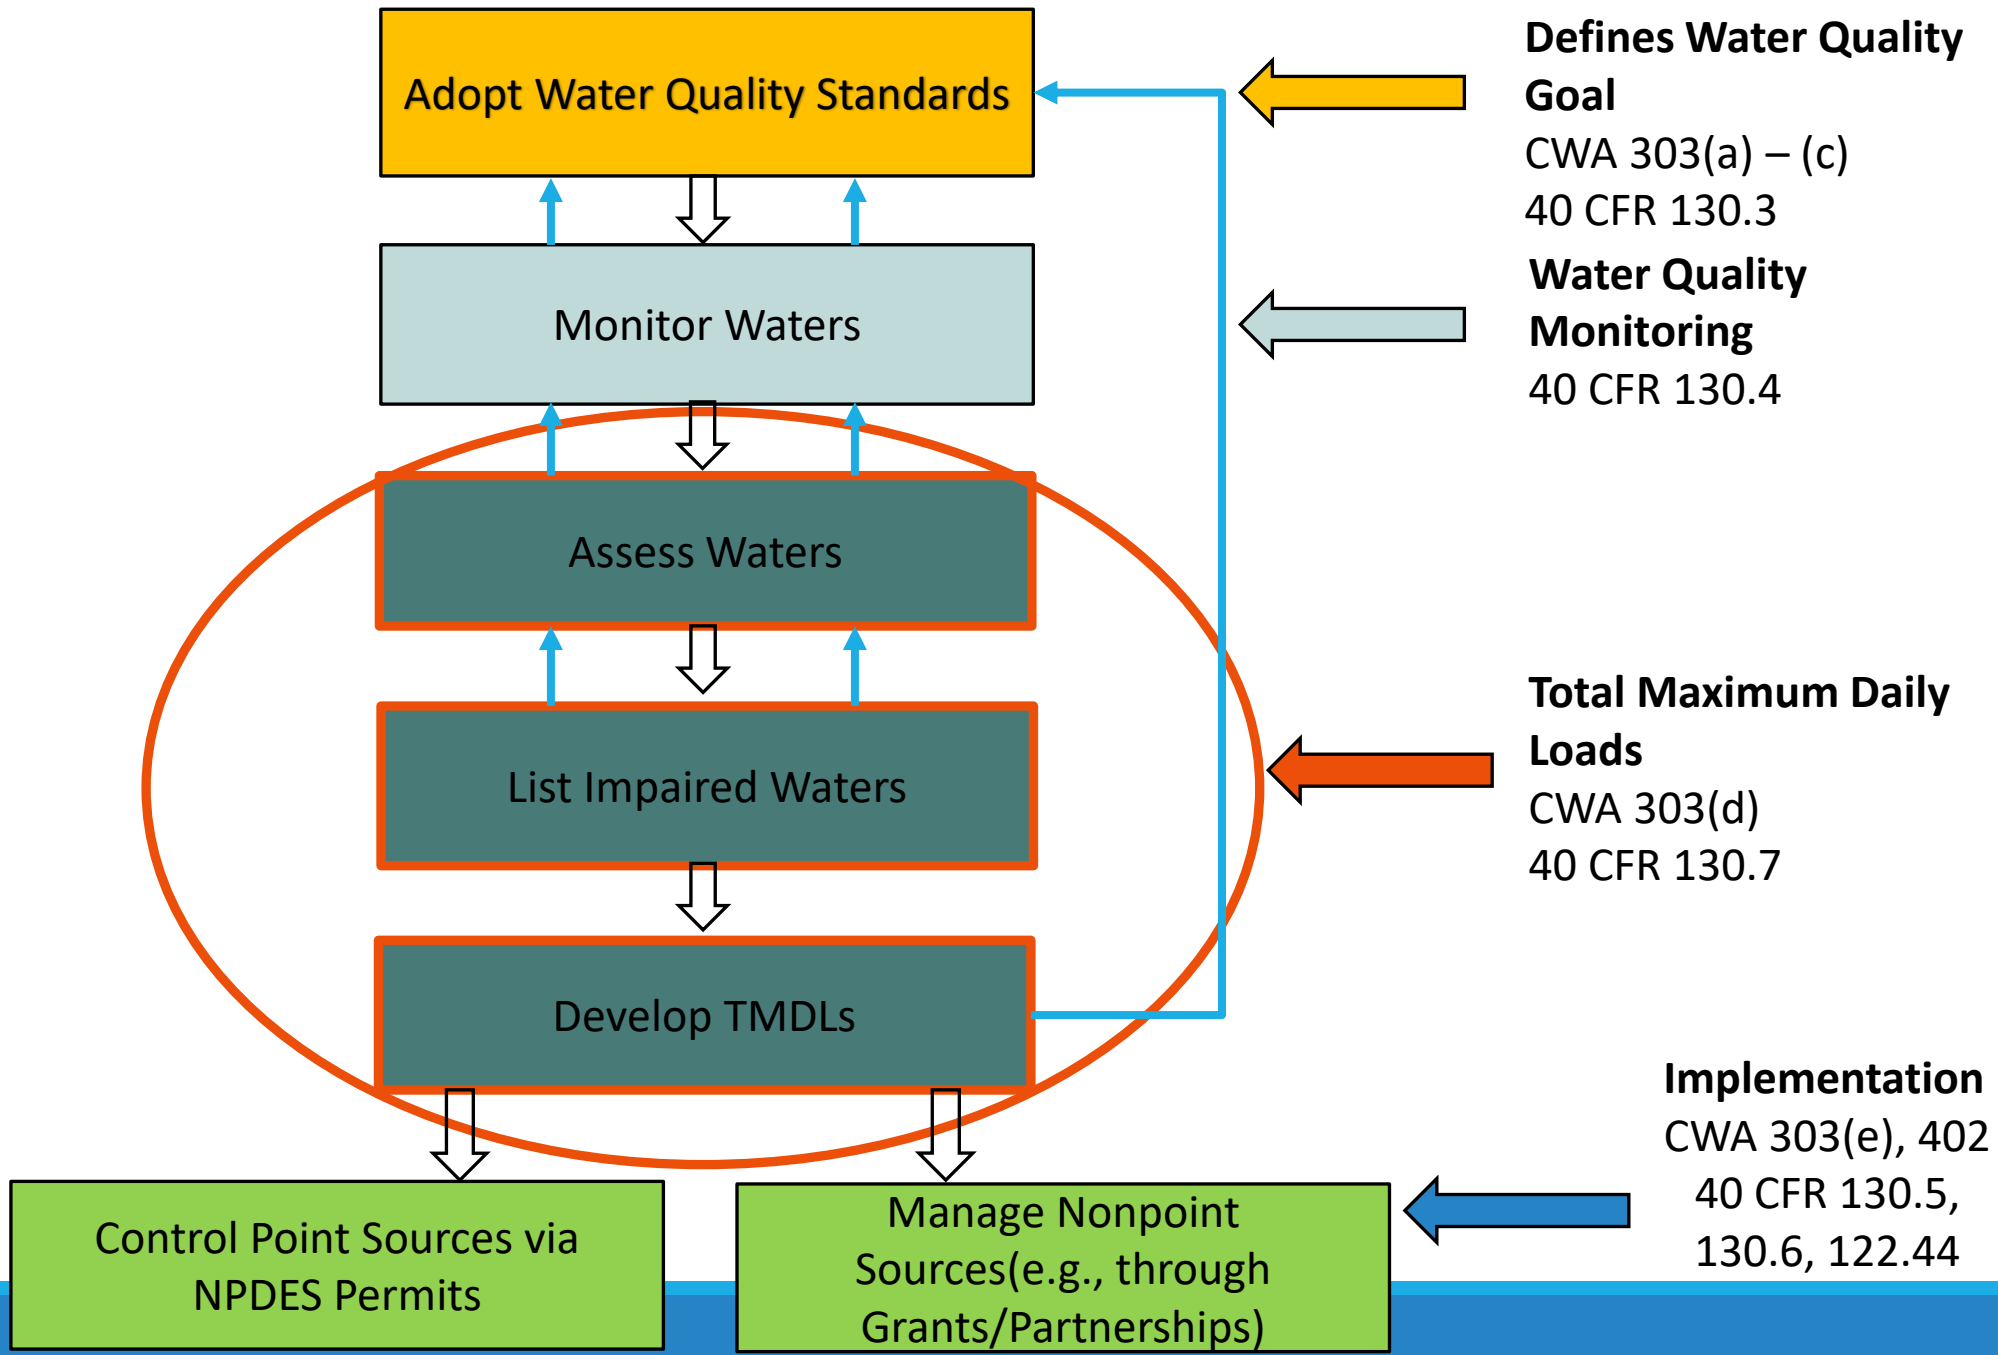 Adopt Water Quality Standards
Defines Water Quality
Goal
CWA 303(a) – (c)
40 CFR 130.3
Monitor Waters
Water Quality
Monitoring
40 CFR 130.4
Assess Waters
List Impaired Waters
Total Maximum Daily
Loads
CWA 303(d)
40 CFR 130.7
Develop TMDLs
Control Point Sources via
NPDES Permits
Manage Nonpoint
Sources(e.g., through
Grants/Partnerships)
Implementation
CWA 303(e), 402
40 CFR 130.5,
130.6, 122.44